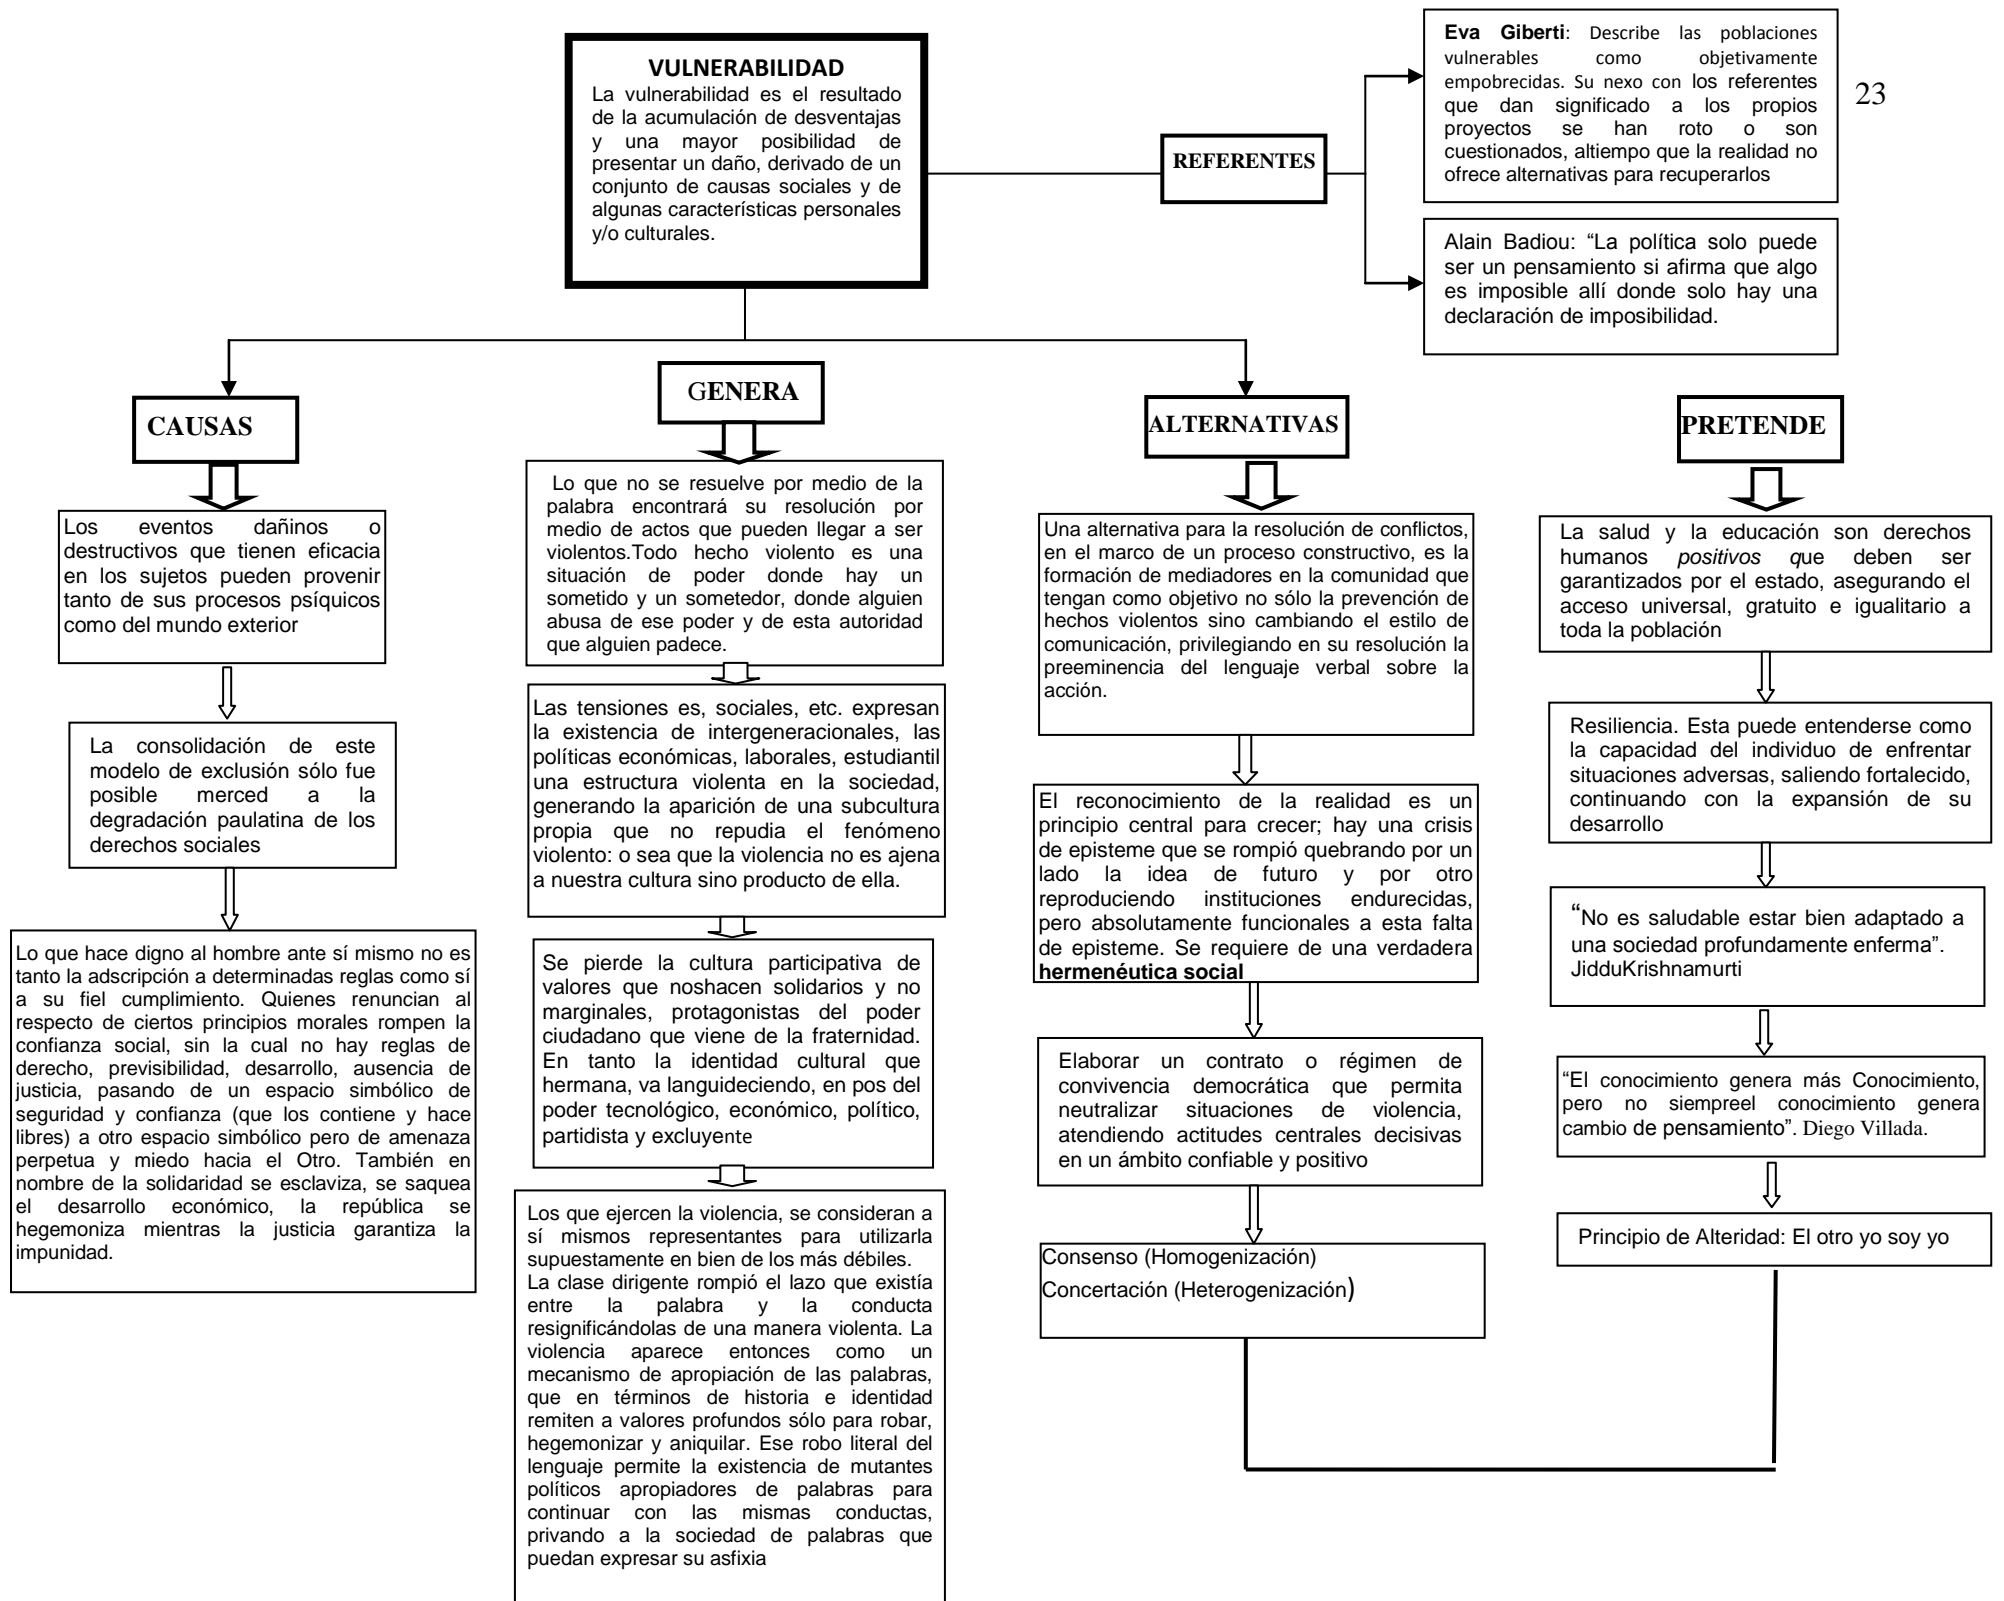 VULNERABILIDAD
La vulnerabilidad es el resultado
de la acumulación de desventajas
y una mayor posibilidad de
presentar un daño, derivado de un
conjunto de causas sociales y de
algunas características personales
y/o culturales.
REFERENTES
Eva Giberti: Describe las poblaciones
vulnerables como objetivamente
empobrecidas. Su nexo con los referentes
que dan significado a los propios
proyectos se han roto o son
cuestionados, altiempo que la realidad no
ofrece alternativas para recuperarlos
23
Alain Badiou: “La política solo puede
ser un pensamiento si afirma que algo
es imposible allí donde solo hay una
declaración de imposibilidad.
CAUSAS
Los eventos dañinos o
destructivos que tienen eficacia
en los sujetos pueden provenir
tanto de sus procesos psíquicos
como del mundo exterior
La consolidación de este
modelo de exclusión sólo fue
posible merced a la
degradación paulatina de los
derechos sociales
Lo que hace digno al hombre ante sí mismo no es
tanto la adscripción a determinadas reglas como sí
a su fiel cumplimiento. Quienes renuncian al
respecto de ciertos principios morales rompen la
confianza social, sin la cual no hay reglas de
derecho, previsibilidad, desarrollo, ausencia de
justicia, pasando de un espacio simbólico de
seguridad y confianza (que los contiene y hace
libres) a otro espacio simbólico pero de amenaza
perpetua y miedo hacia el Otro. También en
nombre de la solidaridad se esclaviza, se saquea
el desarrollo económico, la república se
hegemoniza mientras la justicia garantiza la
impunidad.
GENERA
Lo que no se resuelve por medio de la
palabra encontrará su resolución por
medio de actos que pueden llegar a ser
violentos.Todo hecho violento es una
situación de poder donde hay un
sometido y un sometedor, donde alguien
abusa de ese poder y de esta autoridad
que alguien padece.
Las tensiones es, sociales, etc. expresan
la existencia de intergeneracionales, las
políticas económicas, laborales, estudiantil
una estructura violenta en la sociedad,
generando la aparición de una subcultura
propia que no repudia el fenómeno
violento: o sea que la violencia no es ajena
a nuestra cultura sino producto de ella.
Se pierde la cultura participativa de
valores que noshacen solidarios y no
marginales, protagonistas del poder
ciudadano que viene de la fraternidad.
En tanto la identidad cultural que
hermana, va languideciendo, en pos del
poder tecnológico, económico, político,
partidista y excluyente
Los que ejercen la violencia, se consideran a
sí mismos representantes para utilizarla
supuestamente en bien de los más débiles.
La clase dirigente rompió el lazo que existía
entre la palabra y la conducta
resignificándolas de una manera violenta. La
violencia aparece entonces como un
mecanismo de apropiación de las palabras,
que en términos de historia e identidad
remiten a valores profundos sólo para robar,
hegemonizar y aniquilar. Ese robo literal del
lenguaje permite la existencia de mutantes
políticos apropiadores de palabras para
continuar con las mismas conductas,
privando a la sociedad de palabras que
puedan expresar su asfixia
ALTERNATIVAS
Una alternativa para la resolución de conflictos,
en el marco de un proceso constructivo, es la
formación de mediadores en la comunidad que
tengan como objetivo no sólo la prevención de
hechos violentos sino cambiando el estilo de
comunicación, privilegiando en su resolución la
preeminencia del lenguaje verbal sobre la
acción.
El reconocimiento de la realidad es un
principio central para crecer; hay una crisis
de episteme que se rompió quebrando por un
lado la idea de futuro y por otro
reproduciendo instituciones endurecidas,
pero absolutamente funcionales a esta falta
de episteme. Se requiere de una verdadera
hermenéutica social
Elaborar un contrato o régimen de
convivencia democrática que permita
neutralizar situaciones de violencia,
atendiendo actitudes centrales decisivas
en un ámbito confiable y positivo
Consenso (Homogenización)
Concertación (Heterogenización)
PRETENDE
La salud y la educación son derechos
humanos positivos que deben ser
garantizados por el estado, asegurando el
acceso universal, gratuito e igualitario a
toda la población
Resiliencia. Esta puede entenderse como
la capacidad del individuo de enfrentar
situaciones adversas, saliendo fortalecido,
continuando con la expansión de su
desarrollo
“No es saludable estar bien adaptado a
una sociedad profundamente enferma”.
JidduKrishnamurti
“El conocimiento genera más Conocimiento,
pero no siempreel conocimiento genera
cambio de pensamiento”. Diego Villada.
Principio de Alteridad: El otro yo soy yo